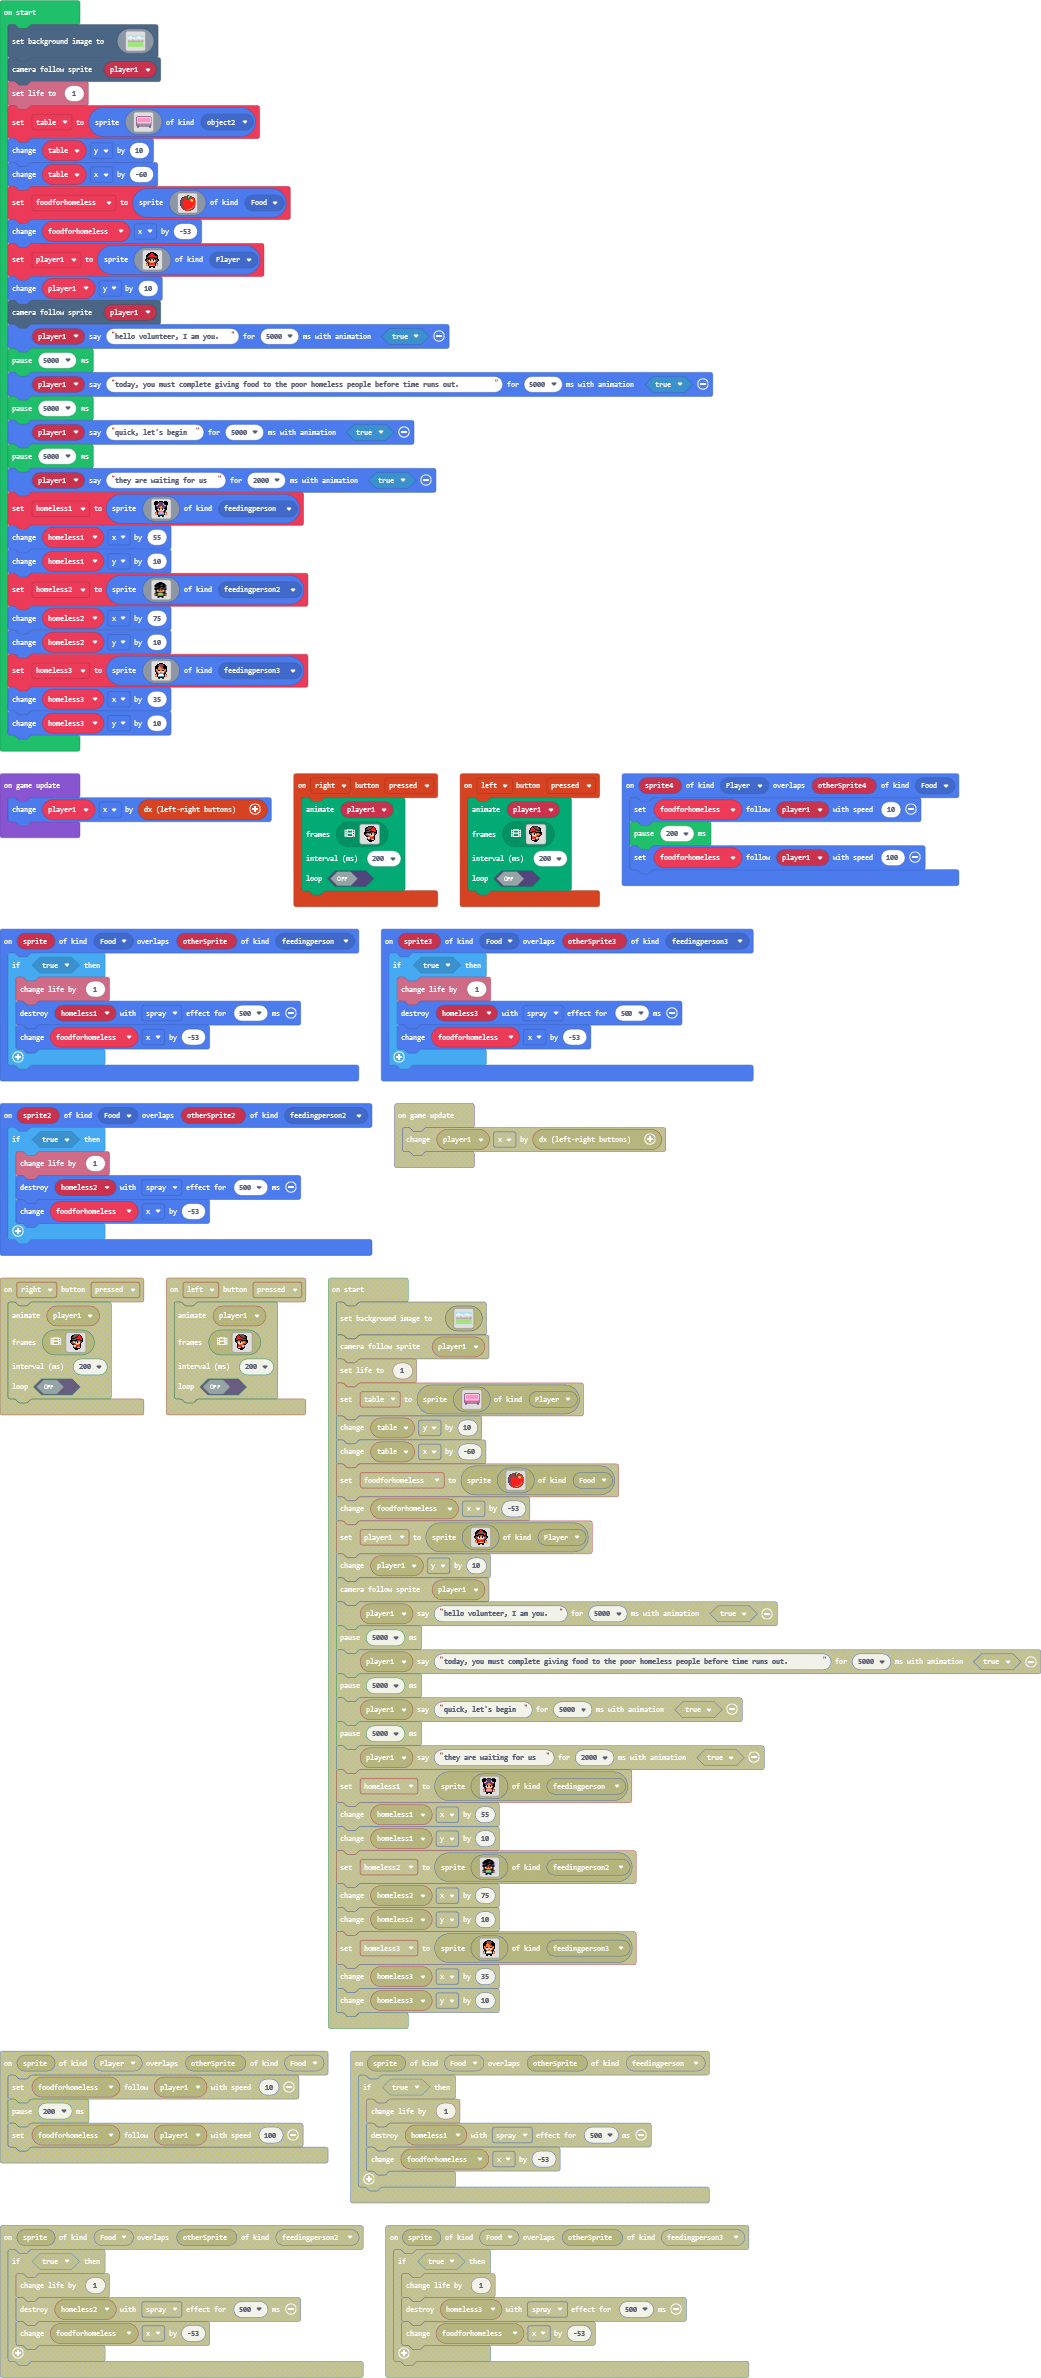 on start
set background image to
camera follow sprite player1
set life to 1
set table to sprite of kind object2
change table y by 10
change table x by -60
set foodforhomeless to sprite of kind Food
change foodforhomeless x by -53
set player1 to sprite of kind Player
change player1 y by 10
camera follow sprite player1
player1 say "hello volunteer, I am you. " for 5000 ms with animation true
pause 5000 ms
player1 say "today, you must complete giving food to the poor homeless people before time runs out. " for 5000 ms with animation true
pause 5000 ms
player1 say "quick, let's begin " for 5000 ms with animation true
pause 5000 ms
player1 say "they are waiting for us " for 2000 ms with animation true
set homeless1 to sprite of kind feedingperson
change homeless1 x by 55
change homeless1 y by 10
set homeless2 to sprite of kind feedingperson2
change homeless2 x by 75
change homeless2 y by 10
set homeless3 to sprite of kind feedingperson3
change homeless3 x by 35
change homeless3 y by 10
on game update
change player1 x by dx (left-right buttons)
on right button pressed
animate player1
frames
interval (ms) 200
loop OFF
on left button pressed
animate player1
frames
interval (ms) 200
loop OFF
on sprite4 of kind Player overlaps otherSprite4 of kind Food
set foodforhomeless follow player1 with speed 10
pause 200 ms
set foodforhomeless follow player1 with speed 100
on sprite of kind Food overlaps otherSprite of kind feedingperson
if true then
change life by 1
destroy homeless1 with spray effect for 500 ms
change foodforhomeless x by -53
on sprite3 of kind Food overlaps otherSprite3 of kind feedingperson3
if true then
change life by 1
destroy homeless3 with spray effect for 500 ms
change foodforhomeless x by -53
on sprite2 of kind Food overlaps otherSprite2 of kind feedingperson2
if true then
change life by 1
destroy homeless2 with spray effect for 500 ms
change foodforhomeless x by -53
on game update
change player1 x by dx (left-right buttons)
on right button pressed
animate player1
frames
interval (ms) 200
loop OFF
on left button pressed
animate player1
frames
interval (ms) 200
loop OFF
on start
set background image to
camera follow sprite player1
set life to 1
set table to sprite of kind Player
change table y by 10
change table x by -60
set foodforhomeless to sprite of kind Food
change foodforhomeless x by -53
set player1 to sprite of kind Player
change player1 y by 10
camera follow sprite player1
player1 say "hello volunteer, I am you. " for 5000 ms with animation true
pause 5000 ms
player1 say "today, you must complete giving food to the poor homeless people before time runs out. " for 5000 ms with animation true
pause 5000 ms
player1 say "quick, let's begin " for 5000 ms with animation true
pause 5000 ms
player1 say "they are waiting for us " for 2000 ms with animation true
set homeless1 to sprite of kind feedingperson
change homeless1 x by 55
change homeless1 y by 10
set homeless2 to sprite of kind feedingperson2
change homeless2 x by 75
change homeless2 y by 10
set homeless3 to sprite of kind feedingperson3
change homeless3 x by 35
change homeless3 y by 10
on sprite of kind Player overlaps otherSprite of kind Food
set foodforhomeless follow player1 with speed 10
pause 200 ms
set foodforhomeless follow player1 with speed 100
on sprite of kind Food overlaps otherSprite of kind feedingperson
if true then
change life by 1
destroy homeless1 with spray effect for 500 ms
change foodforhomeless x by -53
on sprite of kind Food overlaps otherSprite of kind feedingperson2
if true then
change life by 1
destroy homeless2 with spray effect for 500 ms
change foodforhomeless x by -53
on sprite of kind Food overlaps otherSprite of kind feedingperson3
if true then
change life by 1
destroy homeless3 with spray effect for 500 ms
change foodforhomeless x by -53